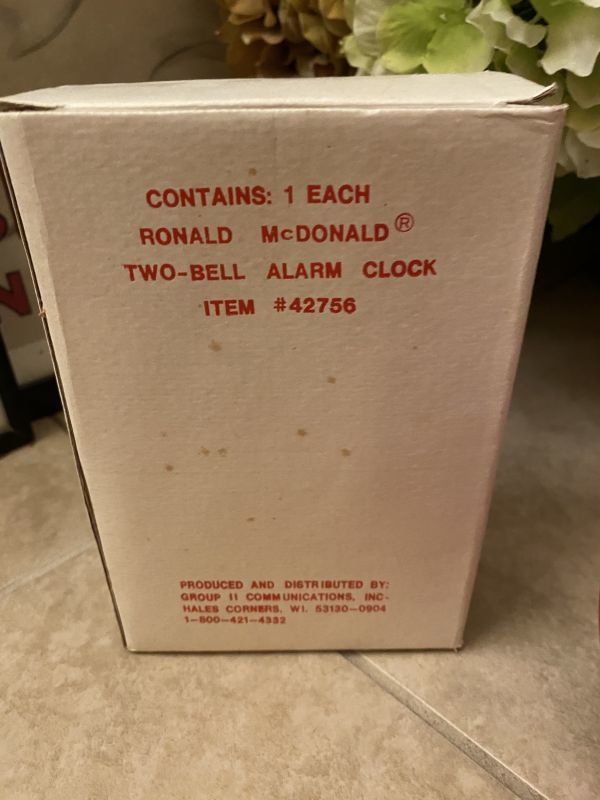 CONTAINS: 1 EACH
RONALD McDONALD®
TWO-BELL ALARM CLOCK
ITEM #42756
PRODUCED AND DISTRIBUTED BY:
GROUP II COMMUNICATIONS, INC.
HALES CORNERS, WI. 53130-0904
1-800-421-4332